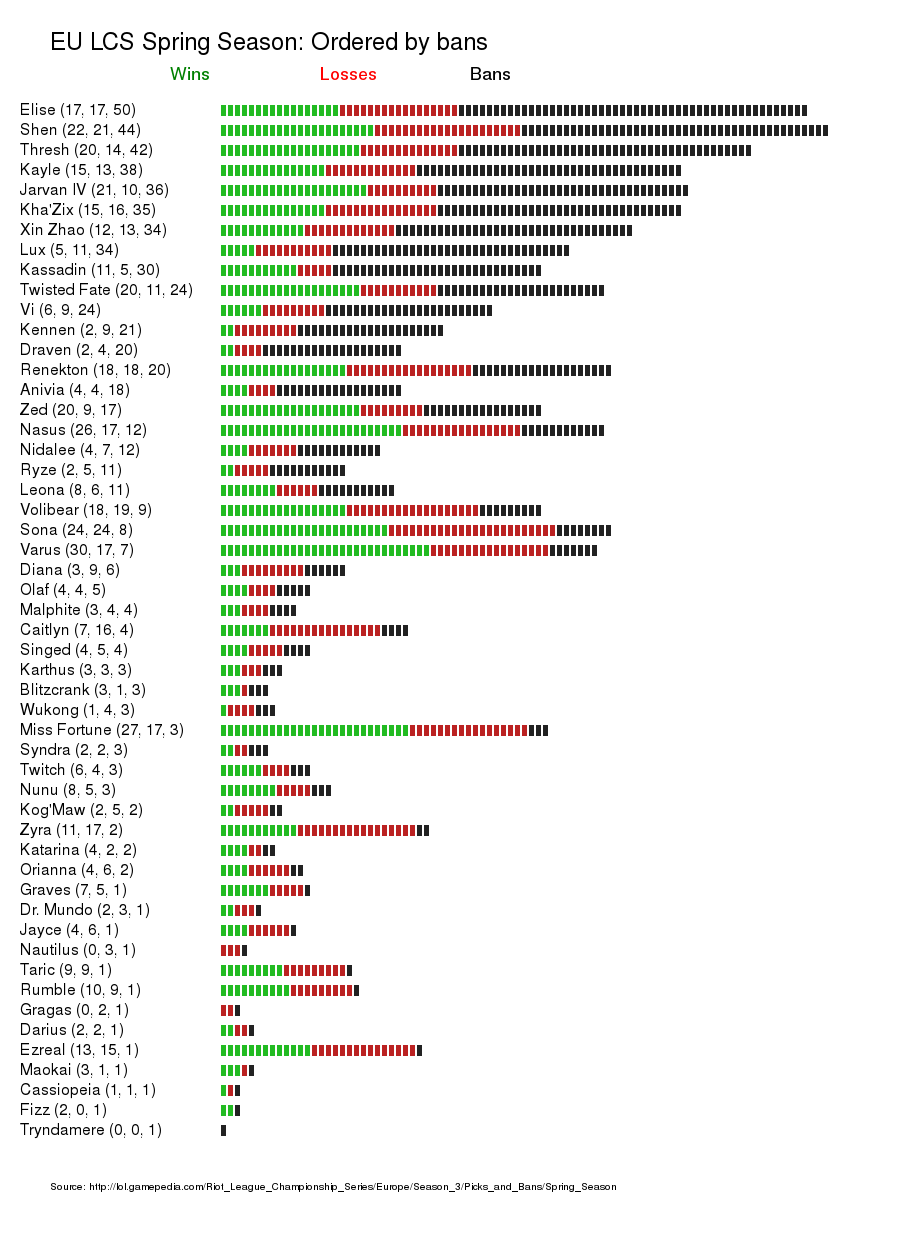 EU LCS Spring Season: Ordered by bans
Wins Losses Bans
Elise (17, 17, 50)
Shen (22, 21, 44)
Thresh (20, 14, 42)
Kayle (15, 13, 38)
Jarvan IV (21, 10, 36)
Kha'Zix (15, 16, 35)
Xin Zhao (12, 13, 34)
Lux (5, 11, 34)
Kassadin (11, 5, 30)
Twisted Fate (20, 11, 24)
Vi (6, 9, 24)
Kennen (2, 9, 21)
Draven (2, 4, 20)
Renekton (18, 18, 20)
Anivia (4, 4, 18)
Zed (20, 9, 17)
Nasus (26, 17, 12)
Nidalee (4, 7, 12)
Ryze (2, 5, 11)
Leona (8, 6, 11)
Volibear (18, 19, 9)
Sona (24, 24, 8)
Varus (30, 17, 7)
Diana (3, 9, 6)
Olaf (4, 4, 5)
Malphite (3, 4, 4)
Caitlyn (7, 16, 4)
Singed (4, 5, 4)
Karthus (3, 3, 3)
Blitzcrank (3, 1, 3)
Wukong (1, 4, 3)
Miss Fortune (27, 17, 3)
Syndra (2, 2, 3)
Twitch (6, 4, 3)
Nunu (8, 5, 3)
Kog'Maw (2, 5, 2)
Zyra (11, 17, 2)
Katarina (4, 2, 2)
Orianna (4, 6, 2)
Graves (7, 5, 1)
Dr. Mundo (2, 3, 1)
Jayce (4, 6, 1)
Nautilus (0, 3, 1)
Taric (9, 9, 1)
Rumble (10, 9, 1)
Gragas (0, 2, 1)
Darius (2, 2, 1)
Ezreal (13, 15, 1)
Maokai (3, 1, 1)
Cassiopeia (1, 1, 1)
Fizz (2, 0, 1)
Tryndamere (0, 0, 1)
Source: http://lol.gamepedia.com/Riot_League_Championship_Series/Europe/Season_3/Picks_and_Bans/Spring_Season